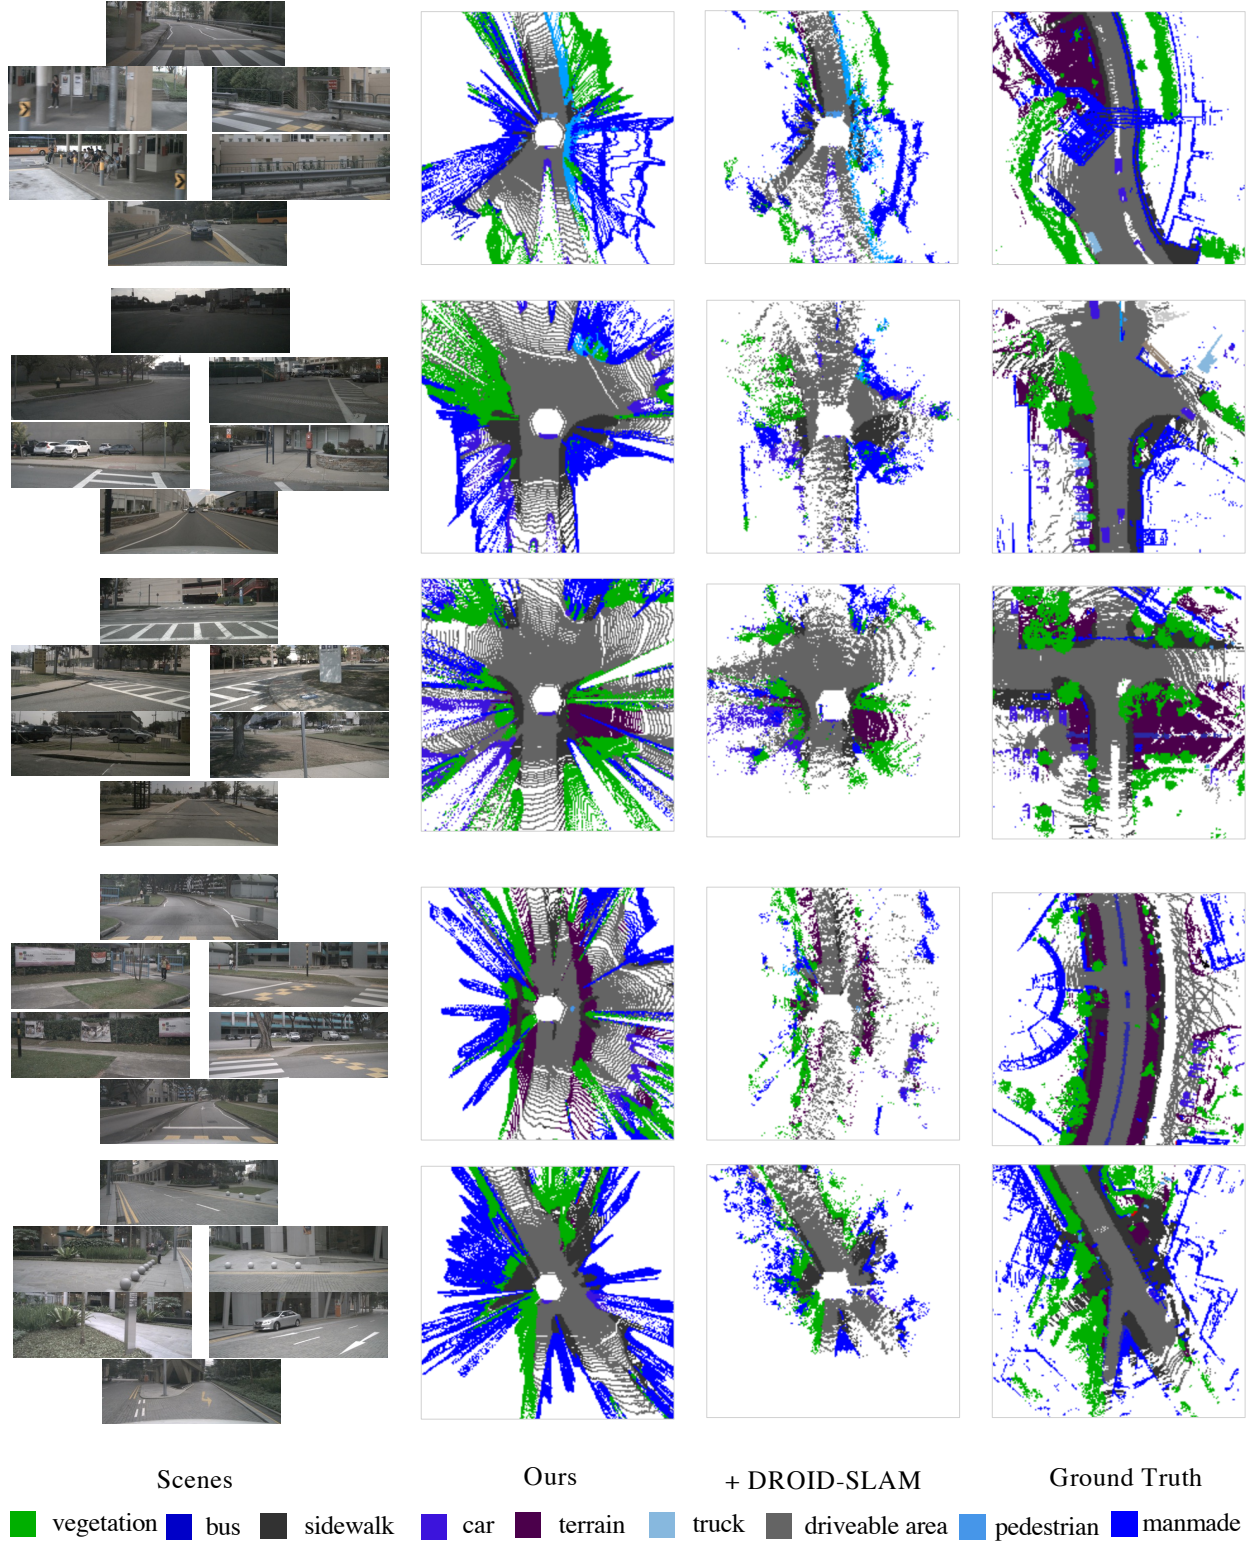 Scenes Ours + DROID-SLAM Ground Truth
vegetation bus sidewalk car terrain truck driveable area pedestrian manmade